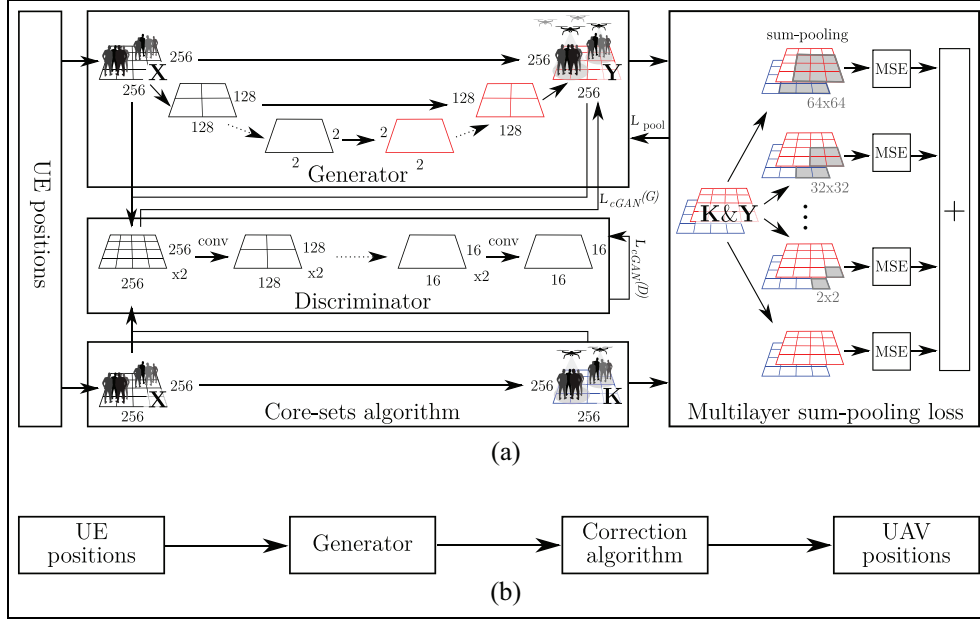 UE positions
256
X
256
256
256
Y
128
128
128
128
2
2
2
2
Generator
L pool
L cGAN(G)
256
256
x2
conv
128
128
x2
16
16
x2
conv
16
16
Discriminator
L cGAN(D)
X
256
256
256
K
256
Core-sets algorithm
sum-pooling
64x64
MSE
32x32
MSE
K&Y
2x2
MSE
MSE
+
Multilayer sum-pooling loss
(a)
UE
positions
Generator
Correction
algorithm
UAV
positions
(b)